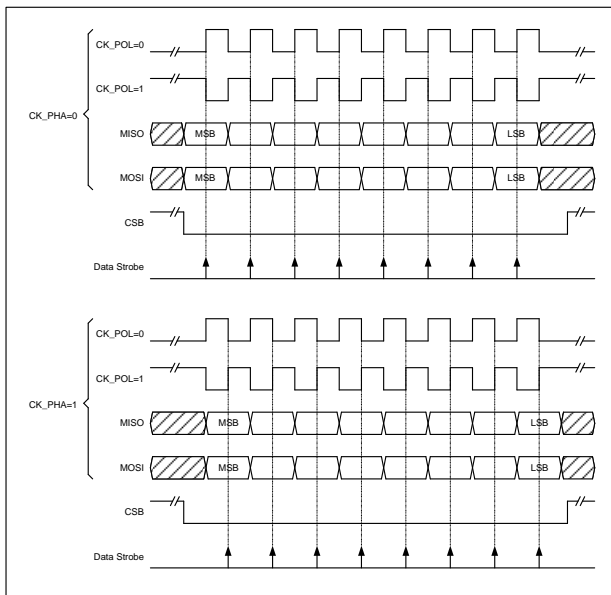 CK_POL=0
CK_POL=1
CK_PHA=0
MISO MSB LSB
MOSI MSB LSB
CSB
Data Strobe
CK_POL=0
CK_POL=1
CK_PHA=1
MISO MSB LSB
MOSI MSB LSB
CSB
Data Strobe